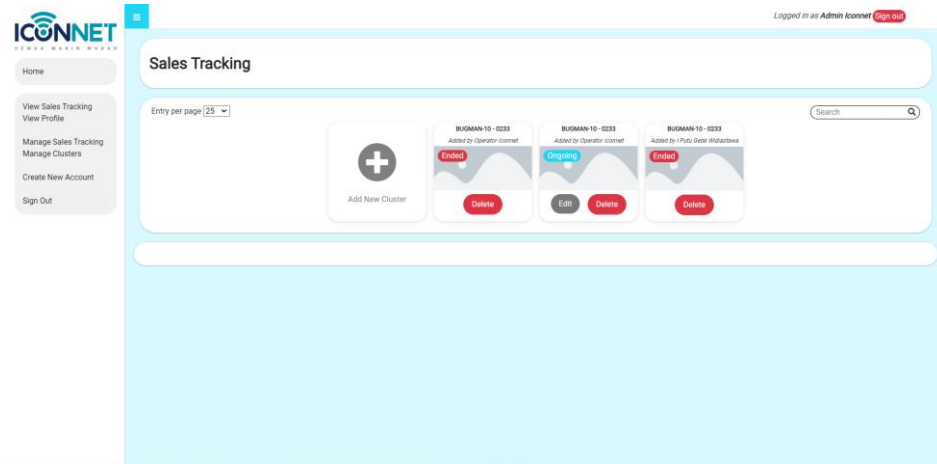 ICONNET
SEMUA MAKIN MUDAH
Home
View Sales Tracking
View Profile
Manage Sales Tracking
Manage Clusters
Create New Account
Sign Out
Logged in as Admin Iconnet Sign out
Sales Tracking
Entry per page 25
Search
Add New Cluster
BUGMAN-10 - 0233
Added by Operator Iconnet
Ended
Delete
BUGMAN-10 - 0233
Added by Operator Iconnet
Ongoing
Edit Delete
BUGMAN-10 - 0233
Added by I Putu Gede Widiastawa
Ended
Delete